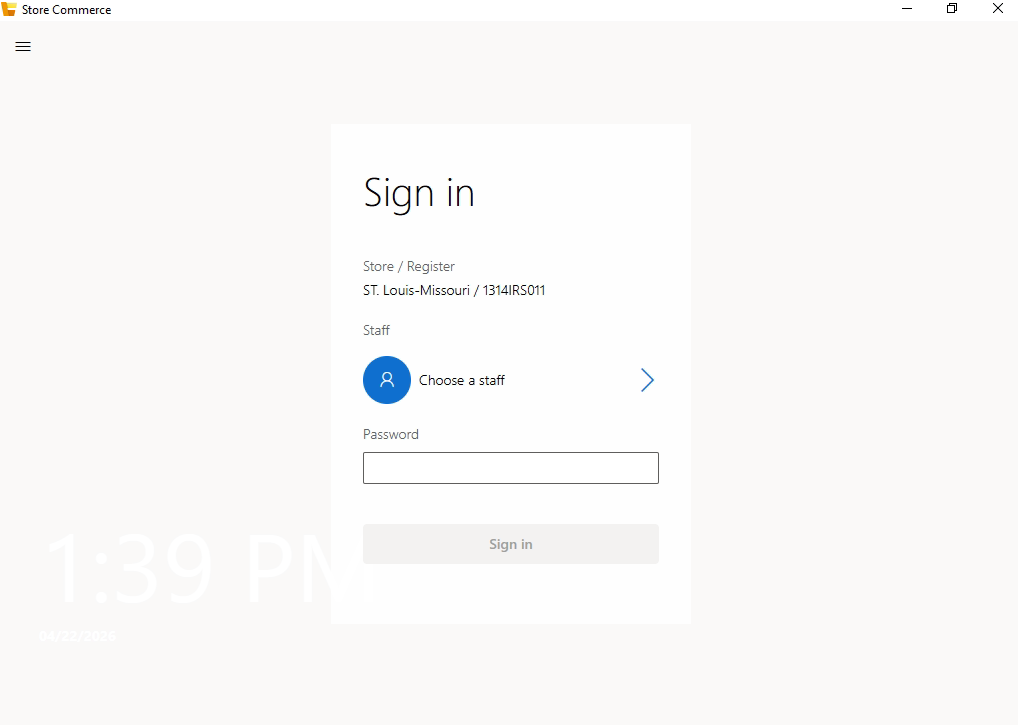 Store Commerce
Sign in
Store / Register
ST. Louis-Missouri / 1314IRS011
Staff
Choose a staff
Password
Sign in
1:39 PM
04/22/2025